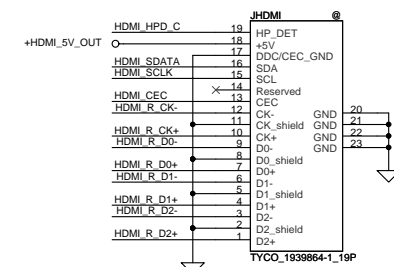 JHDMI @
HDMI_HPD_C 19 HP_DET
+HDMI_5V_OUT 18 +5V
17 DDC/CEC_GND
HDMI_SDATA 16 SDA
HDMI_SCLK 15 SCL
14 Reserved
HDMI_CEC 13 CEC
HDMI_R_CK- 12 CK- GND 20
11 CK_shield GND 21
HDMI_R_CK+ 10 CK+ GND 22
HDMI_R_D0- 9 D0- GND 23
8 D0_shield
HDMI_R_D0+ 7 D0+
HDMI_R_D1- 6 D1-
5 D1_shield
HDMI_R_D1+ 4 D1+
HDMI_R_D2- 3 D2-
2 D2_shield
HDMI_R_D2+ 1 D2+
TYCO_1939864-1_19P